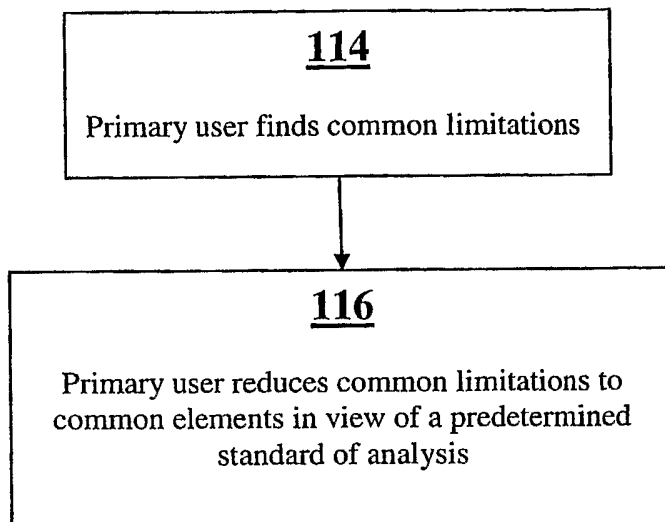 114
Primary user finds common limitations
116
Primary user reduces common limitations to
common elements in view of a predetermined
standard of analysis